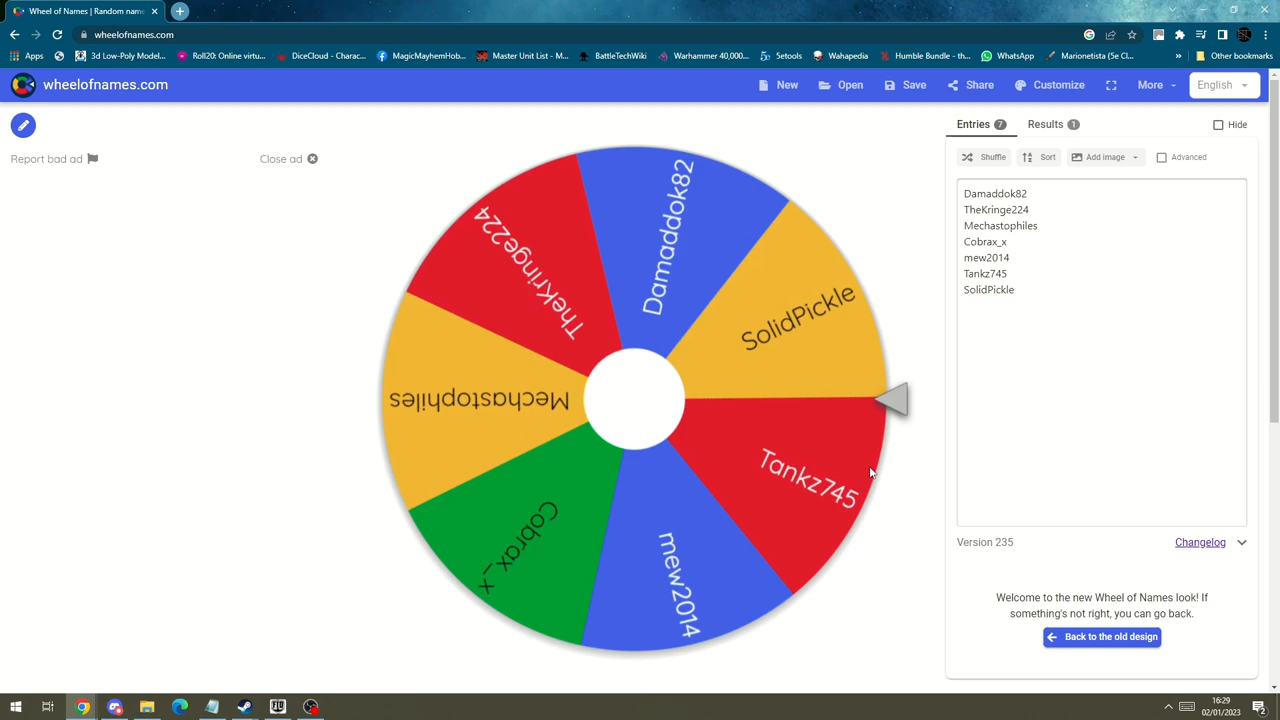 Wheel of Names | Random name
wheelofnames.com
Apps
3d Low-Poly Model...
Roll20: Online virtu...
DiceCloud - Charac...
MagicMayhemHob...
Master Unit List - M...
BattleTechWiki
Warhammer 40,000...
5etools
Wahapedia
Humble Bundle - th...
WhatsApp
Marionetista (5e Cl...
»
Other bookmarks
wheelofnames.com
New
Open
Save
Share
Customize
More
English
Report bad ad
Close ad
Damaddok82
TheKringe224
SolidPickle
Mechastophiles
Tankz745
Cobrax_x
mew2014
Entries 7
Results 1
Hide
Shuffle
Sort
Add image
Advanced
Damaddok82
TheKringe224
Mechastophiles
Cobrax_x
mew2014
Tankz745
SolidPickle
Version 235
Changelog
Welcome to the new Wheel of Names look! If
something's not right, you can go back.
Back to the old design
16:29
02/01/2023
2